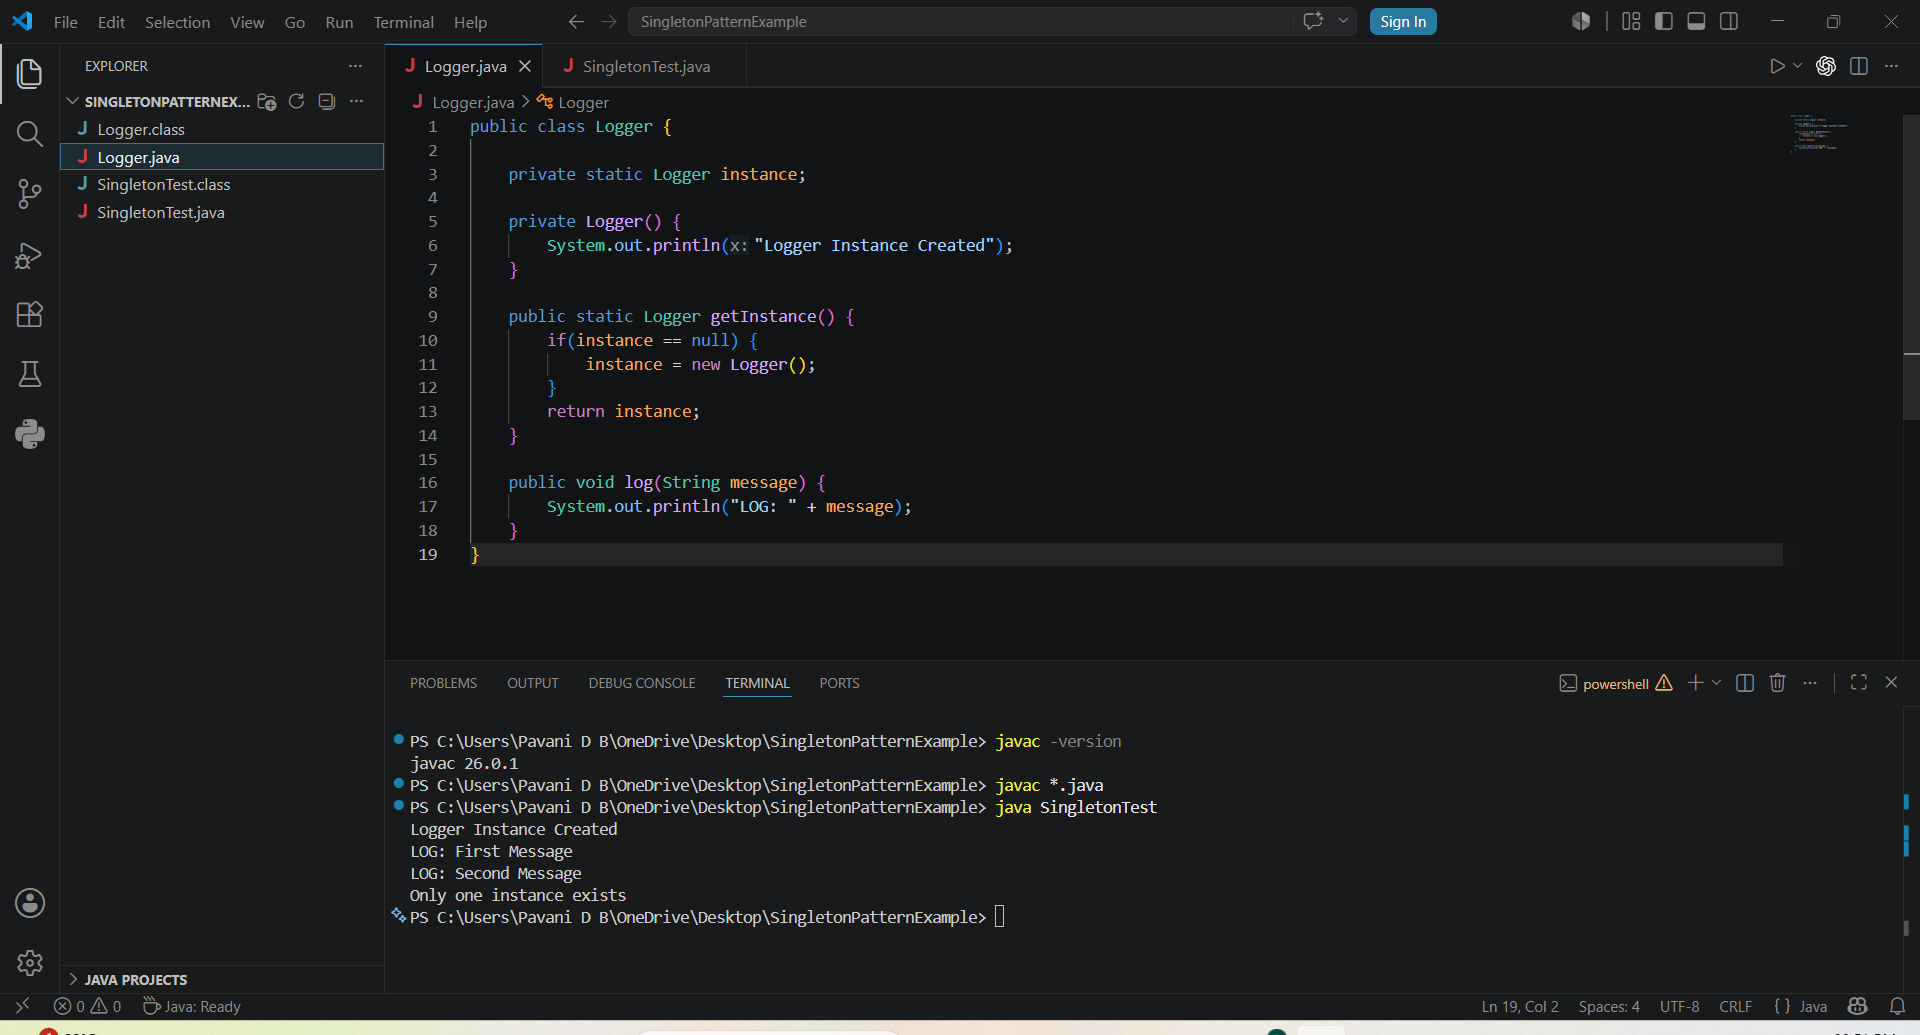 File Edit Selection View Go Run Terminal Help
SingletonPatternExample
Sign In
EXPLORER
SINGLETONPATTERNEX...
Logger.class
Logger.java
SingletonTest.class
SingletonTest.java
JAVA PROJECTS
Logger.java
SingletonTest.java
Logger.java > Logger
1 public class Logger {
2
3 private static Logger instance;
4
5 private Logger() {
6 System.out.println(x: "Logger Instance Created");
7 }
8
9 public static Logger getInstance() {
10 if(instance == null) {
11 instance = new Logger();
12 }
13 return instance;
14 }
15
16 public void log(String message) {
17 System.out.println("LOG: " + message);
18 }
19 }
PROBLEMS OUTPUT DEBUG CONSOLE TERMINAL PORTS
powershell
PS C:\Users\Pavani D B\OneDrive\Desktop\SingletonPatternExample> javac -version
javac 26.0.1
PS C:\Users\Pavani D B\OneDrive\Desktop\SingletonPatternExample> javac *.java
PS C:\Users\Pavani D B\OneDrive\Desktop\SingletonPatternExample> java SingletonTest
Logger Instance Created
LOG: First Message
LOG: Second Message
Only one instance exists
PS C:\Users\Pavani D B\OneDrive\Desktop\SingletonPatternExample>
0 0 Java: Ready
Ln 19, Col 2 Spaces: 4 UTF-8 CRLF { } Java